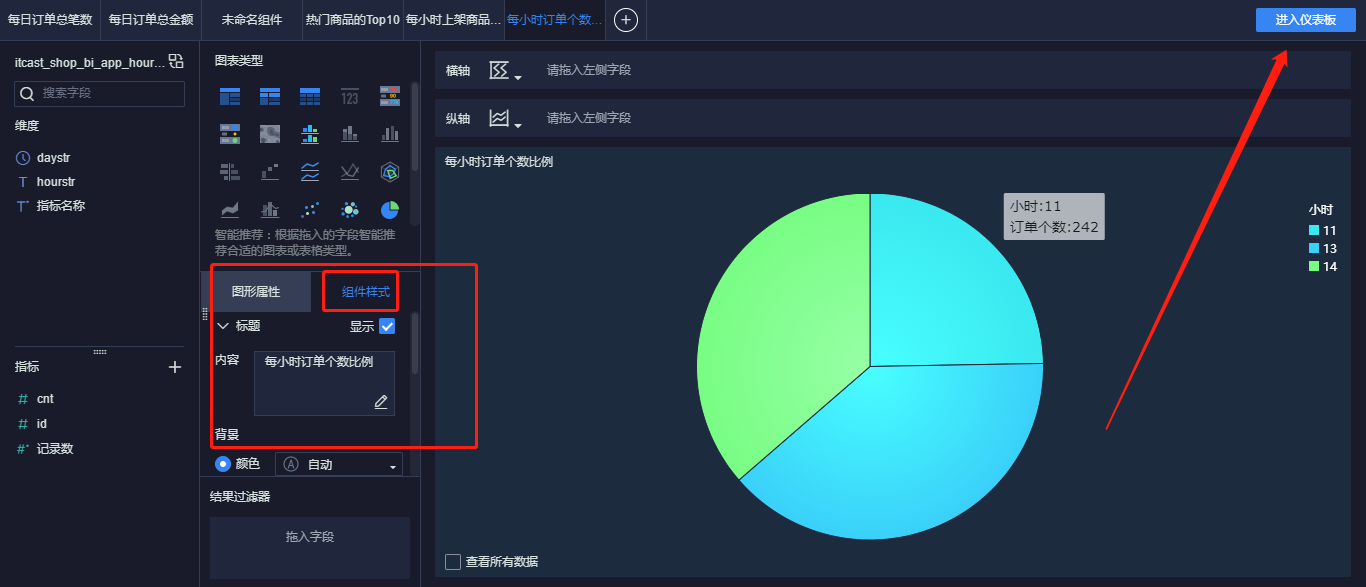 每日订单总笔数
每日订单总金额
未命名组件
热门商品的Top10
每小时上架商品...
每小时订单个数...
进入仪表板
itcast_shop_bi_app_hour...
搜索字段
维度
daystr
T hourstr
T* 指标名称
指标
# cnt
# id
#* 记录数
图表类型
123
智能推荐：根据拖入的字段智能推
荐合适的图表或表格类型。
图形属性
组件样式
标题
显示
内容
每小时订单个数比例
背景
颜色
A 自动
结果过滤器
拖入字段
横轴
请拖入左侧字段
纵轴
请拖入左侧字段
每小时订单个数比例
小时:11
订单个数:242
小时
11
13
14
查看所有数据